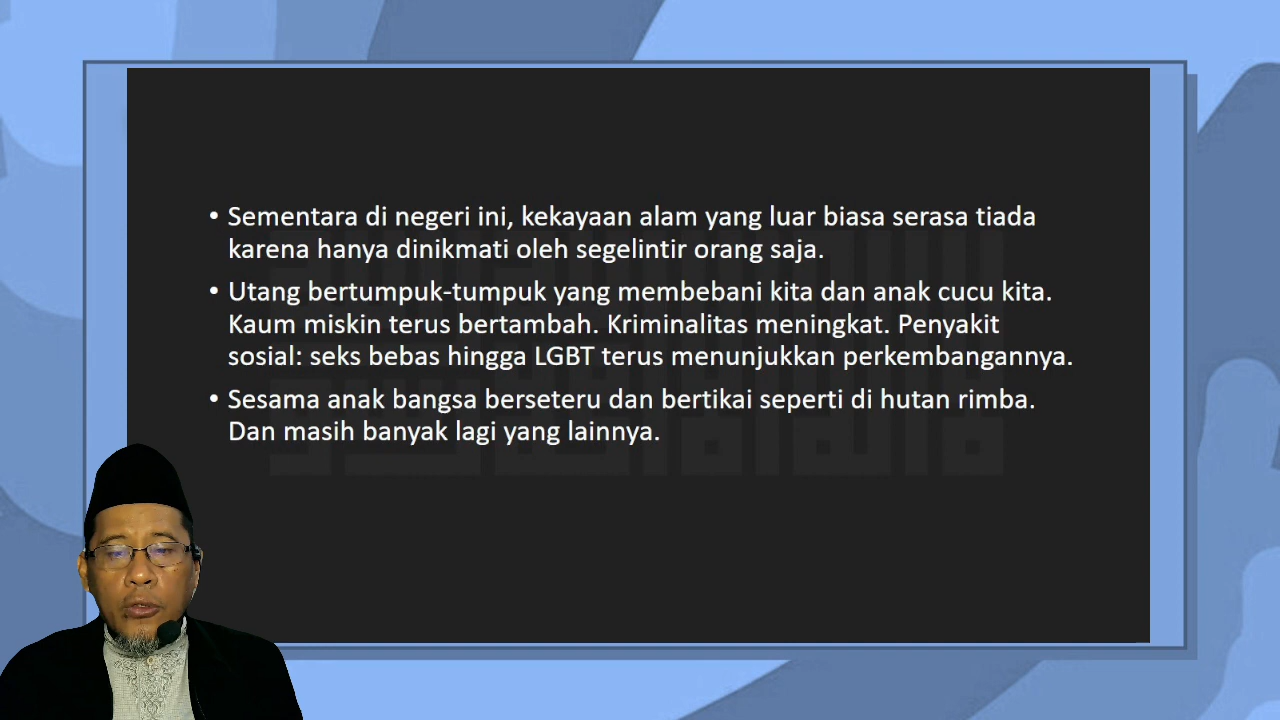 • Sementara di negeri ini, kekayaan alam yang luar biasa serasa tiada
karena hanya dinikmati oleh segelintir orang saja.
• Utang bertumpuk-tumpuk yang membebani kita dan anak cucu kita.
Kaum miskin terus bertambah. Kriminalitas meningkat. Penyakit
sosial: seks bebas hingga LGBT terus menunjukkan perkembangannya.
• Sesama anak bangsa berseteru dan bertikai seperti di hutan rimba.
Dan masih banyak lagi yang lainnya.